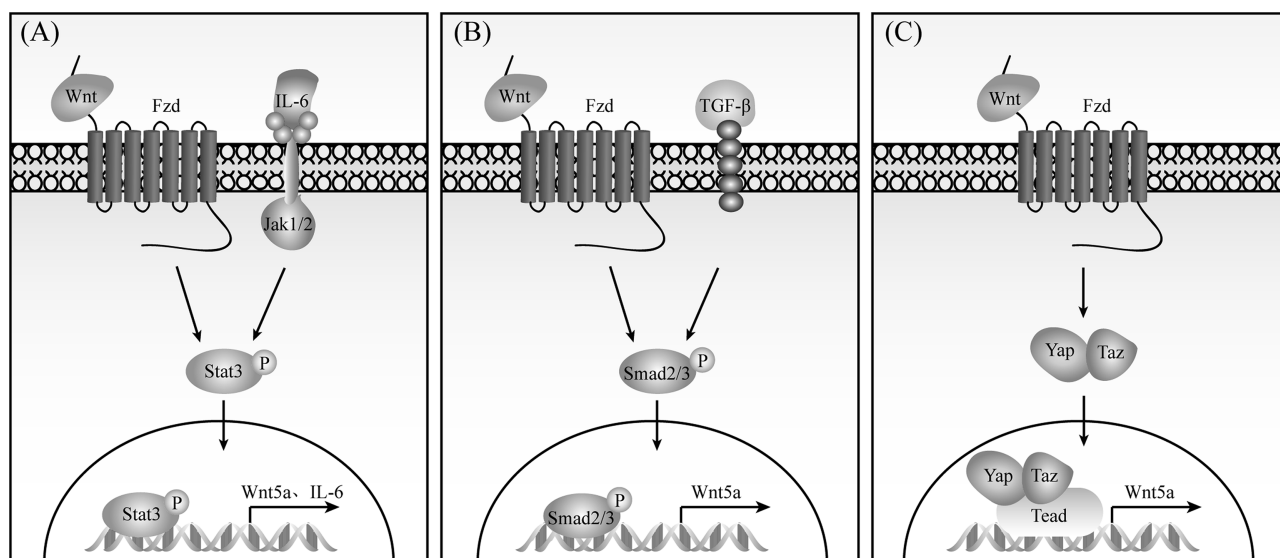 (A)
Wnt
Fzd
IL-6
Jak1/2
Stat3
P
Stat3
P
Wnt5a、IL-6
(B)
Wnt
Fzd
TGF-β
Smad2/3
P
Smad2/3
P
Wnt5a
(C)
Wnt
Fzd
Yap
Taz
Yap
Taz
Tead
Wnt5a